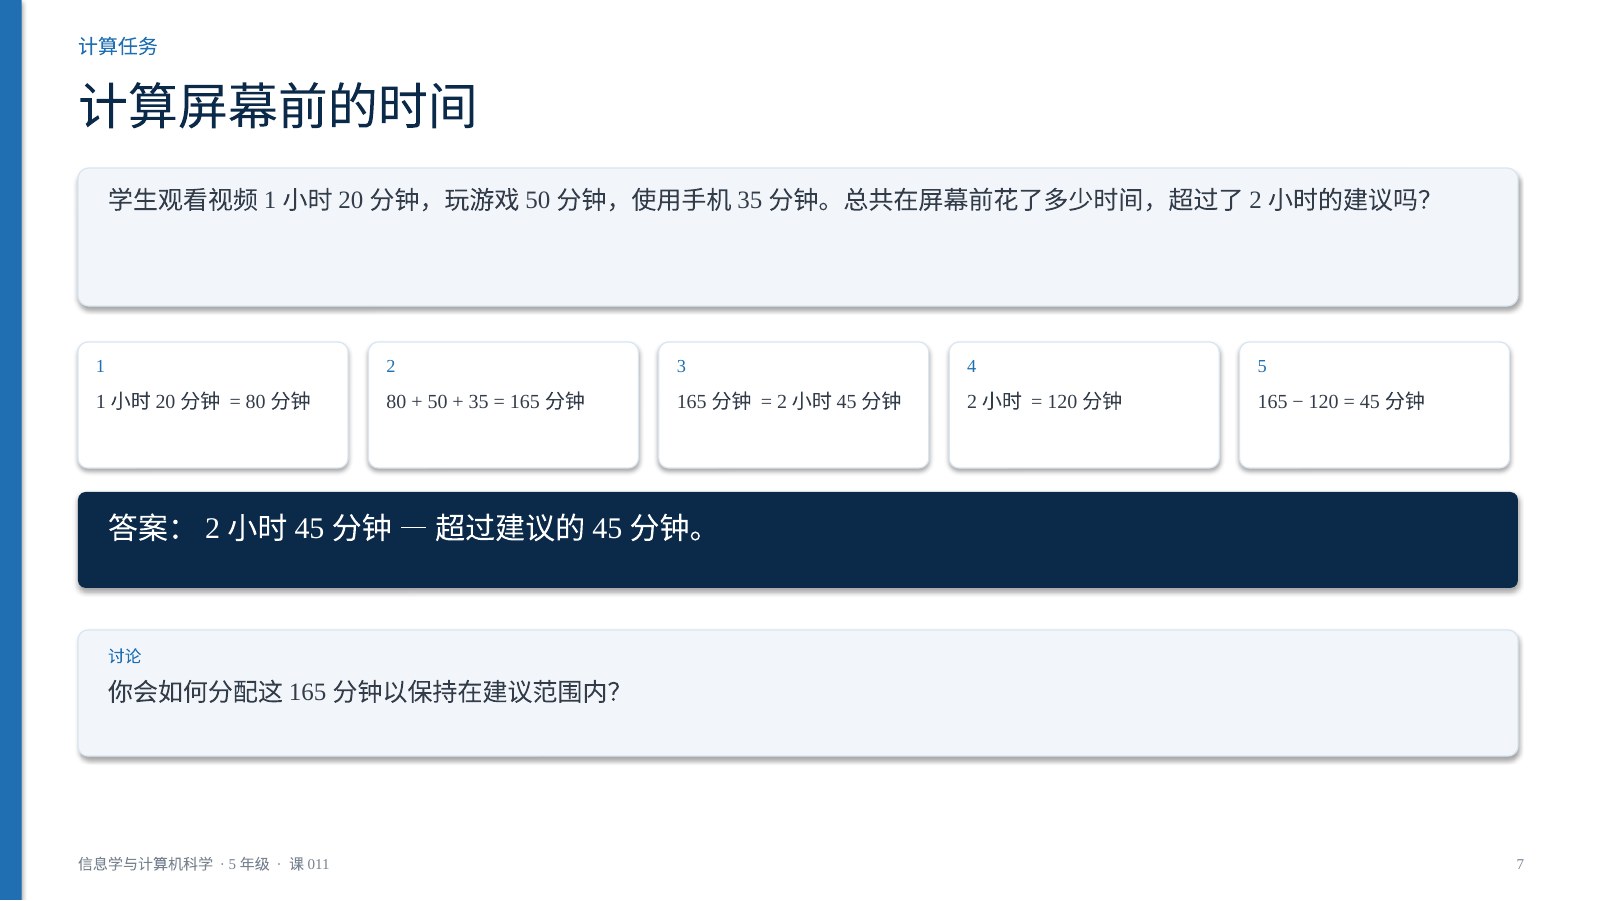 计算任务
计算屏幕前的时间
学生观看视频 1 小时 20 分钟，玩游戏 50 分钟，使用手机 35 分钟。总共在屏幕前花了多少时间，超过了 2 小时的建议吗？
1
1 小时 20 分钟 = 80 分钟
2
80 + 50 + 35 = 165 分钟
3
165 分钟 = 2 小时 45 分钟
4
2 小时 = 120 分钟
5
165 − 120 = 45 分钟
答案： 2 小时 45 分钟 — 超过建议的 45 分钟。
讨论
你会如何分配这 165 分钟以保持在建议范围内？
信息学与计算机科学 · 5 年级 · 课 011
7